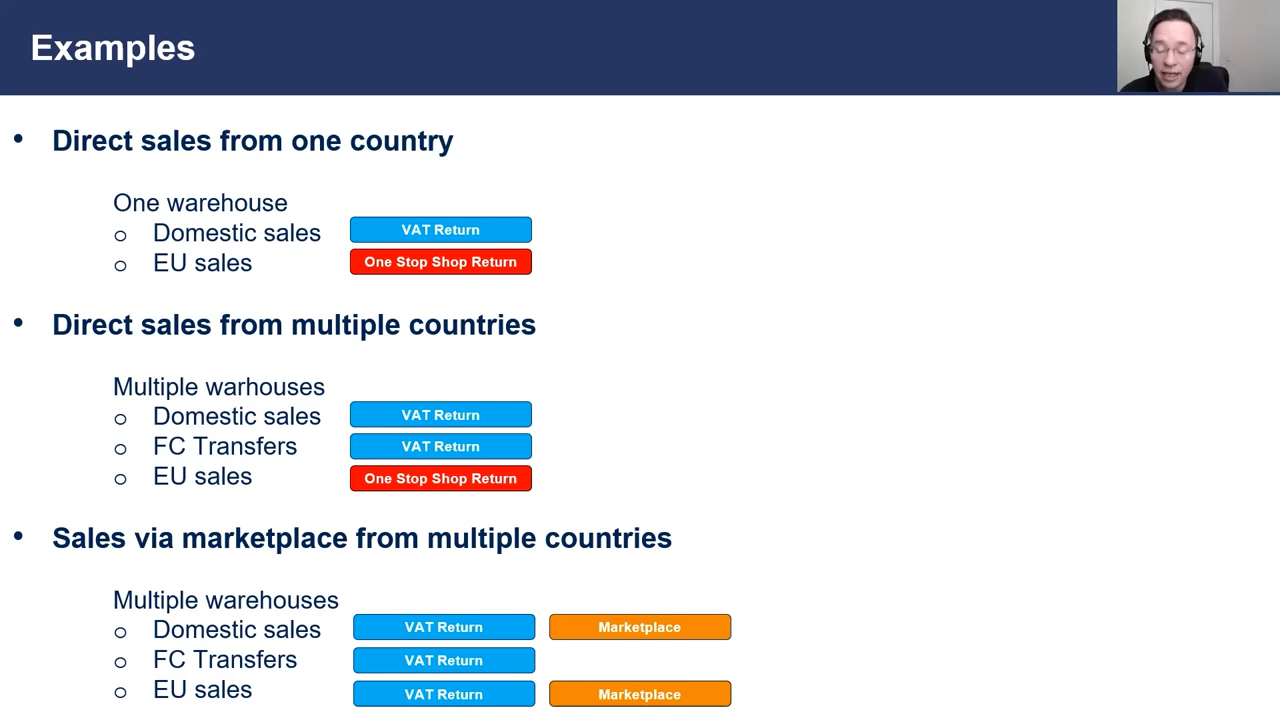 Examples
• Direct sales from one country
One warehouse
o Domestic sales VAT Return
o EU sales One Stop Shop Return
• Direct sales from multiple countries
Multiple warhouses
o Domestic sales VAT Return
o FC Transfers VAT Return
o EU sales One Stop Shop Return
• Sales via marketplace from multiple countries
Multiple warehouses
o Domestic sales VAT Return Marketplace
o FC Transfers VAT Return
o EU sales VAT Return Marketplace